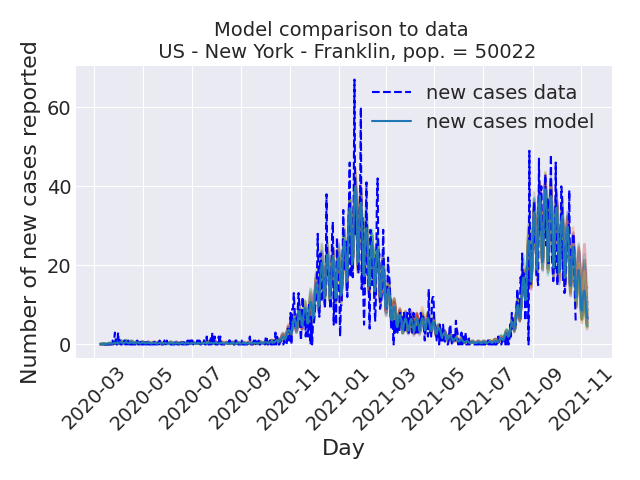 Model comparison to data
US - New York - Franklin, pop. = 50022
new cases data
new cases model
Number of new cases reported
60
40
20
0
2020-03
2020-05
2020-07
2020-09
2020-11
2021-01
2021-03
2021-05
2021-07
2021-09
2021-11
Day